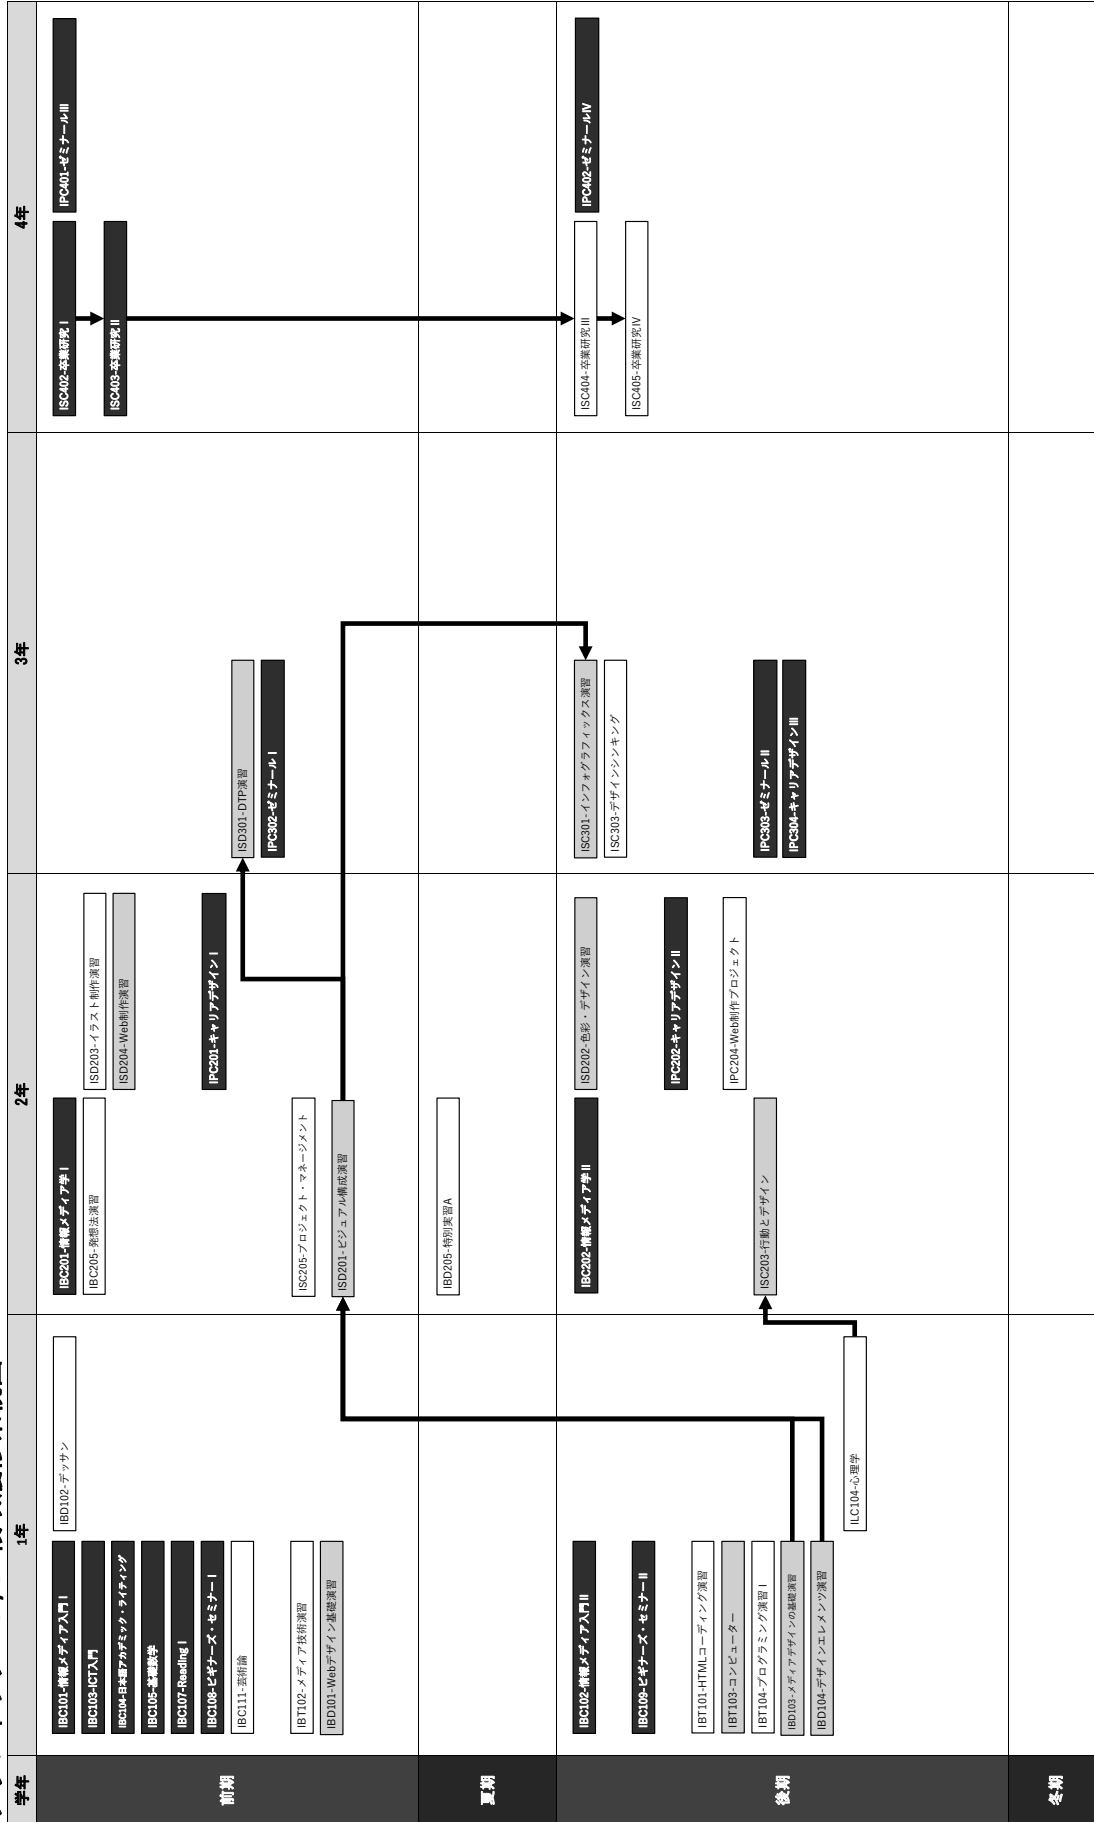 学年
1年
2年
3年
4年
前期
IBC101-情報メディア入門 I
IBC103-ICT入門
IBC104-日本語アカデミック・ライティング
IBC105-基礎数学
IBC107-Reading I
IBC108-ビギナーズ・セミナー I
IBC111-芸術論
IBT102-メディア技術演習
IBD101-Webデザイン基礎演習
IBD102-デッサン
IBC201-情報メディア学 I
IBC205-発想法演習
ISC205-プロジェクト・マネージメント
ISD201-ビジュアル構成演習
ISD203-イラスト制作演習
ISD204-Web制作演習
IPC201-キャリアデザイン I
ISD301-DTP演習
IPC302-ゼミナール I
ISC402-卒業研究 I
ISC403-卒業研究 II
IPC401-ゼミナールIII
夏期
IBD205-特別実習A
後期
IBC102-情報メディア入門 II
IBC109-ビギナーズ・セミナー II
IBT101-HTMLコーディング演習
IBT103-コンピューター
IBT104-プログラミング演習 I
IBD103-メディアデザインの基礎演習
IBD104-デザインエレメンツ演習
ILC104-心理学
IBC202-情報メディア学 II
ISC203-行動とデザイン
ISD202-色彩・デザイン演習
IPC202-キャリアデザイン II
IPC204-Web制作プロジェクト
ISC301-インフォグラフィックス演習
ISC303-デザインシンキング
IPC303-ゼミナール II
IPC304-キャリアデザインIII
ISC404-卒業研究III
ISC405-卒業研究IV
IPC402-ゼミナールIV
冬期